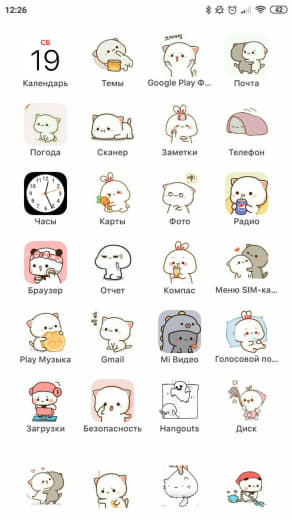 12:26
42
СБ
19
Календарь
Темы
Google Play Ф...
Почта
Погода
Сканер
Заметки
Телефон
12
Часы
Карты
Фото
Радио
Браузер
Отчет
Компас
Меню SIM-ка...
Play Музыка
Gmail
Mi Видео
Голосовой по...
Загрузки
Безопасность
Hangouts
Диск